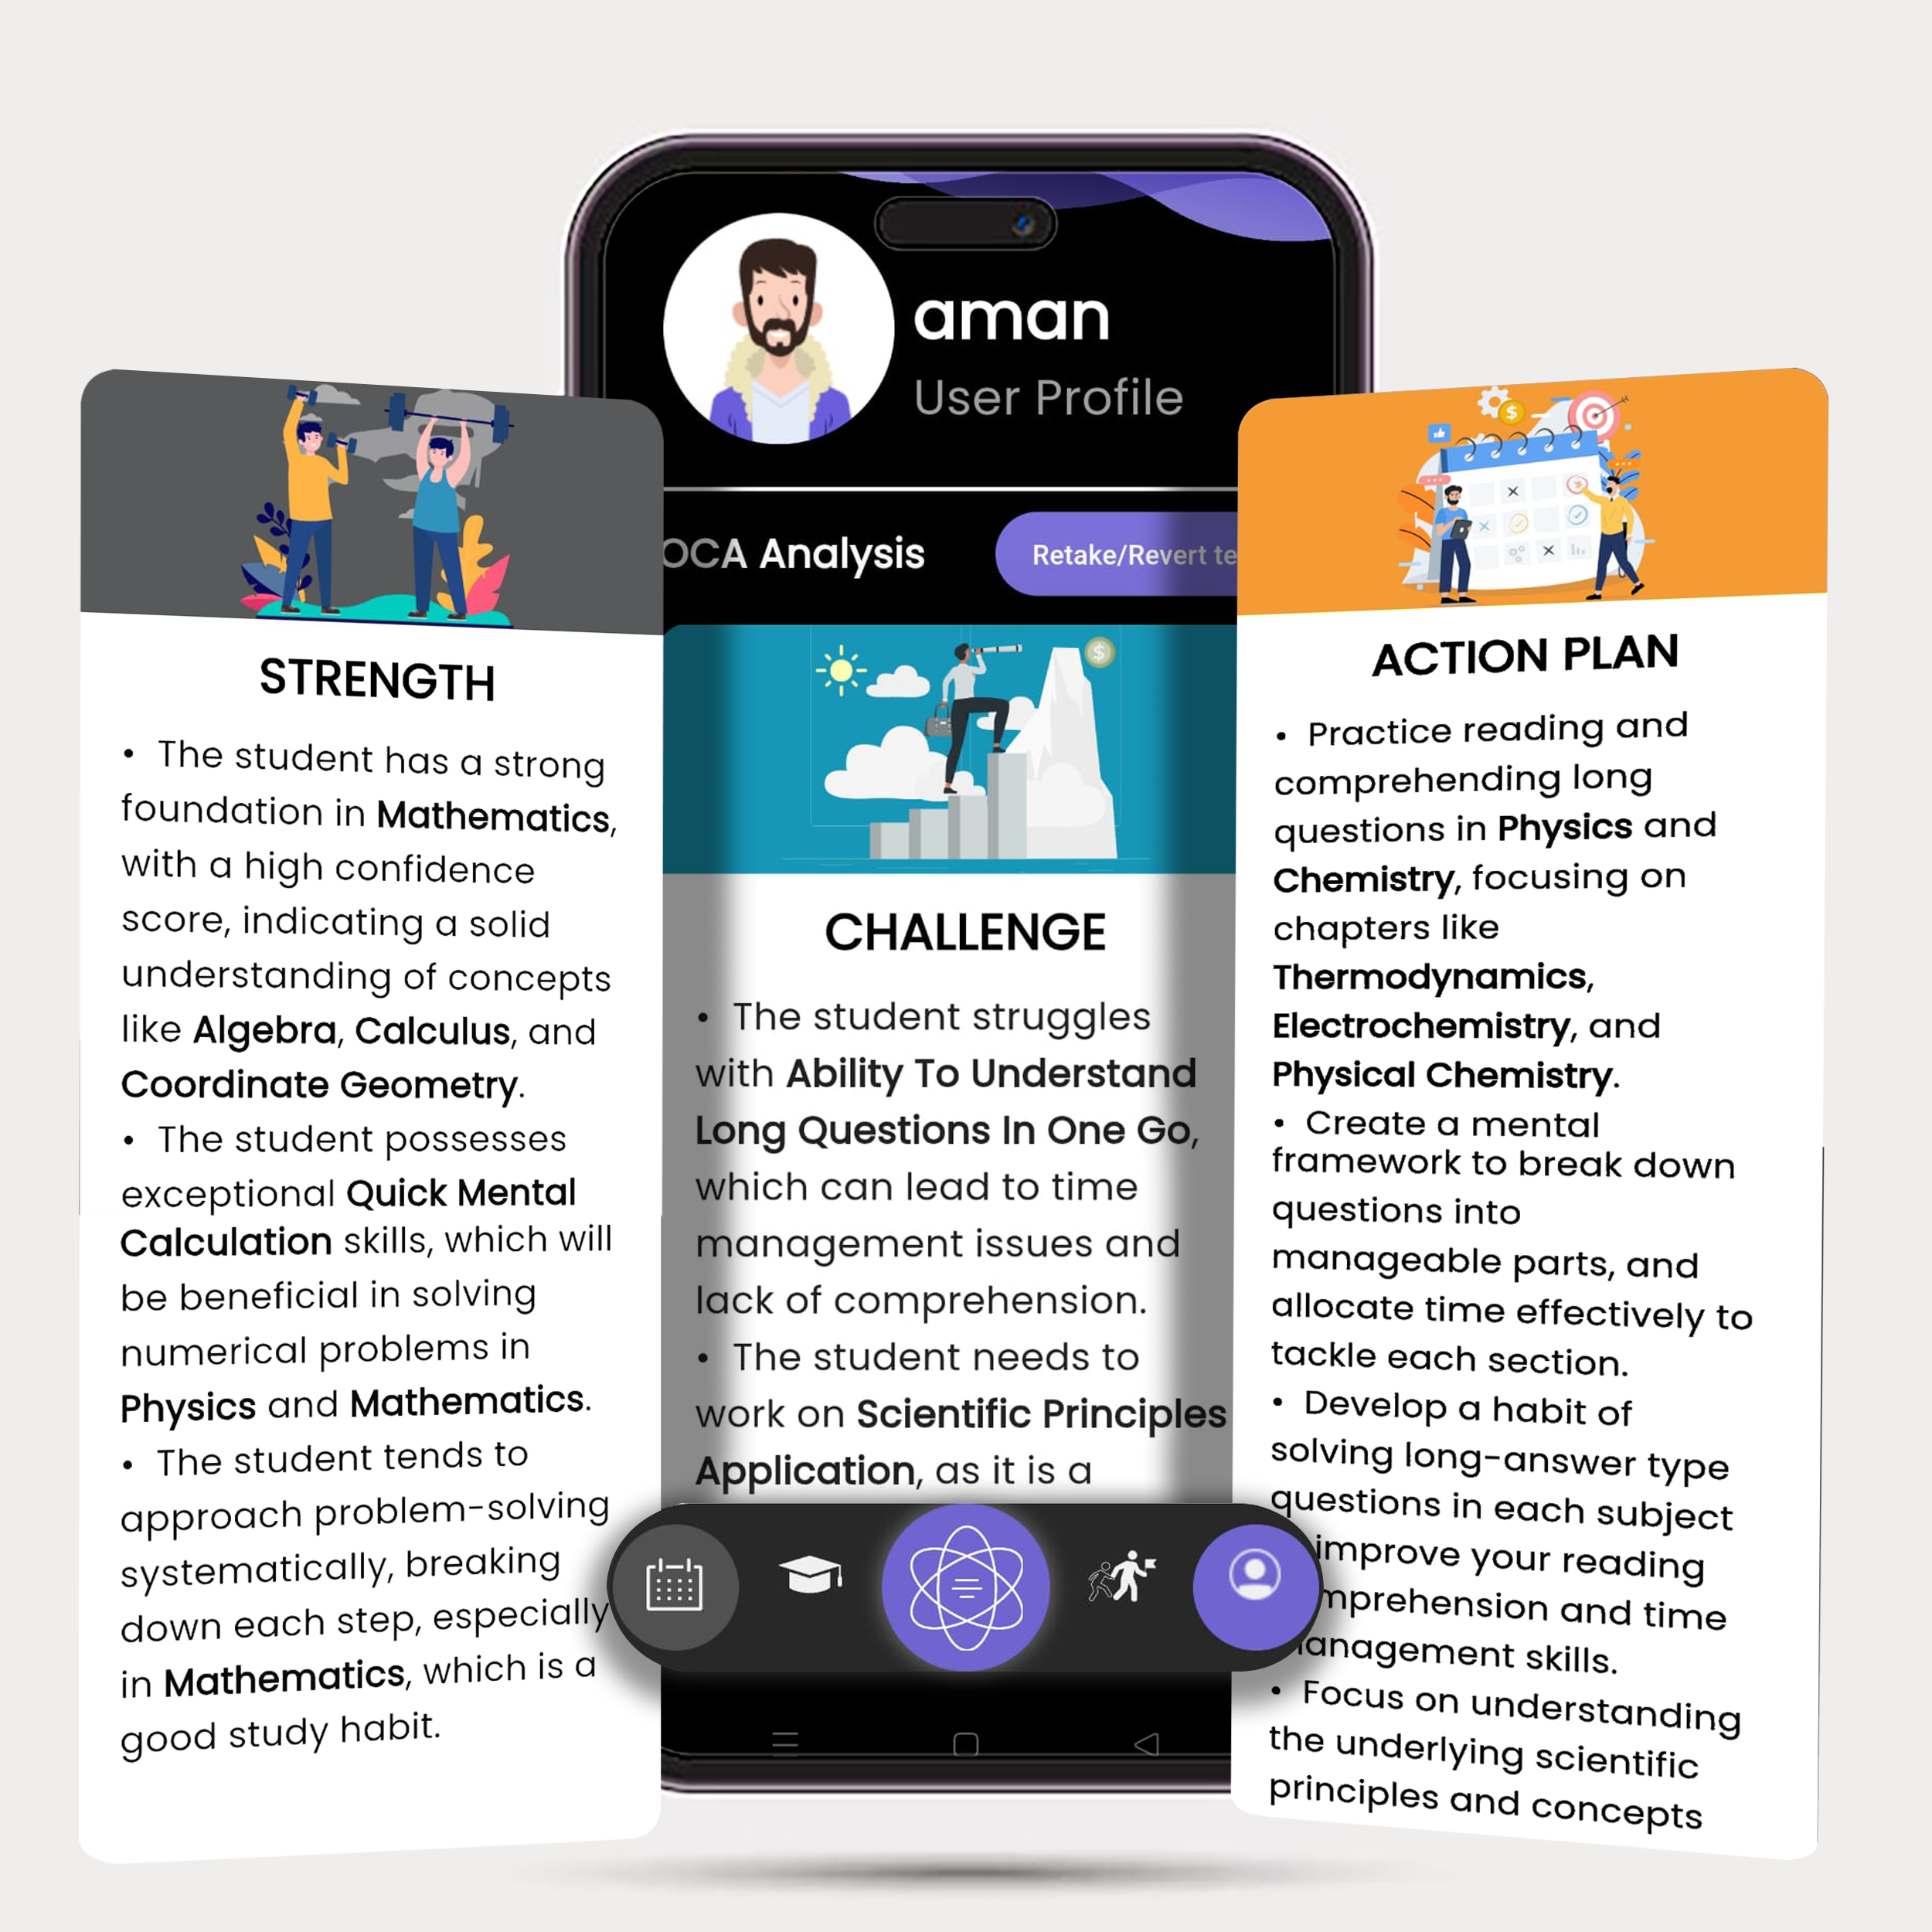 aman
User Profile
OCA Analysis
Retake/Revert te
STRENGTH
• The student has a strong
foundation in Mathematics,
with a high confidence
score, indicating a solid
understanding of concepts
like Algebra, Calculus, and
Coordinate Geometry.
• The student possesses
exceptional Quick Mental
Calculation skills, which will
be beneficial in solving
numerical problems in
Physics and Mathematics.
• The student tends to
approach problem-solving
systematically, breaking
down each step, especially
in Mathematics, which is a
good study habit.
CHALLENGE
• The student struggles
with Ability To Understand
Long Questions In One Go,
which can lead to time
management issues and
lack of comprehension.
• The student needs to
work on Scientific Principles
Application, as it is a
ACTION PLAN
• Practice reading and
comprehending long
questions in Physics and
Chemistry, focusing on
chapters like
Thermodynamics,
Electrochemistry, and
Physical Chemistry.
• Create a mental
framework to break down
questions into
manageable parts, and
allocate time effectively to
tackle each section.
• Develop a habit of
solving long-answer type
questions in each subject
improve your reading
mprehension and time
anagement skills.
• Focus on understanding
the underlying scientific
principles and concepts